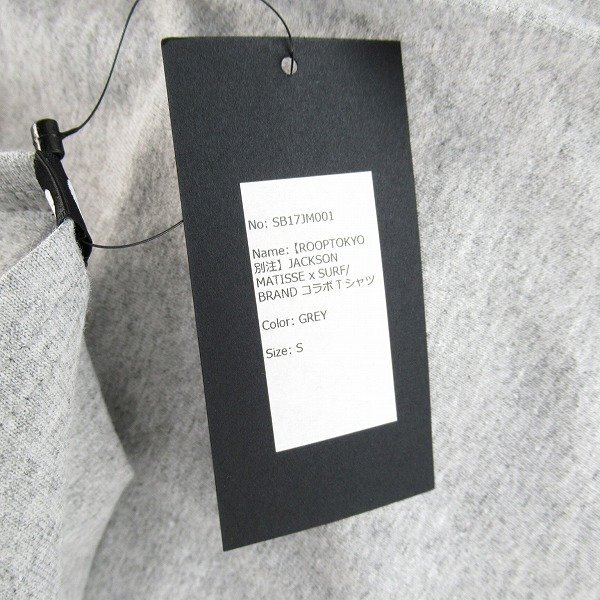 No: SB17JM001
Name:【ROOPTOKYO
別注】JACKSON
MATISSE x SURF/
BRAND コラボ T シャツ
Color: GREY
Size: S